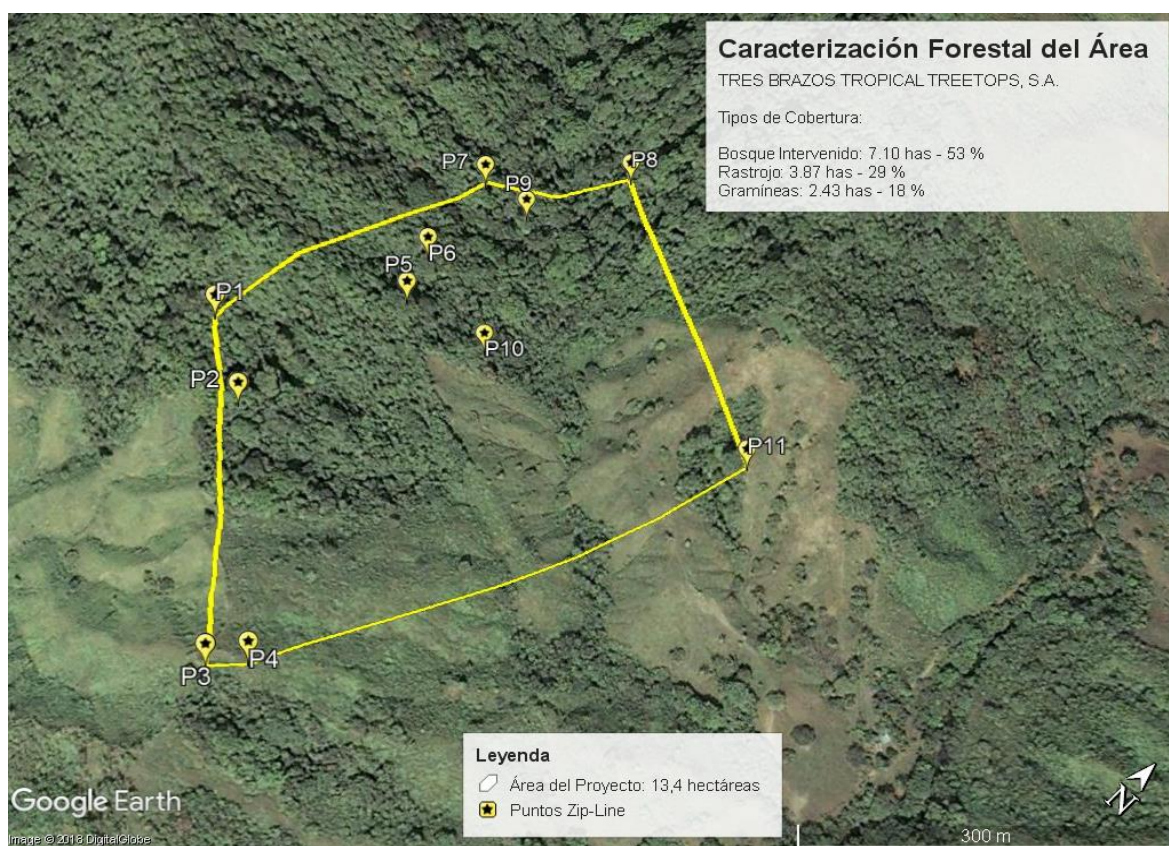 Caracterización Forestal del Área
TRES BRAZOS TROPICAL TREETOPS, S.A.
Tipos de Cobertura:
Bosque Intervenido: 7.10 has - 53 %
Rastrojo: 3.87 has - 29 %
Gramíneas: 2.43 has - 18 %
P7
P8
P9
P6
P5
P1
P10
P2
P11
P4
P3
Leyenda
Área del Proyecto: 13,4 hectáreas
Puntos Zip-Line
Google Earth
N
Image © 2018 DigitalGlobe
300 m